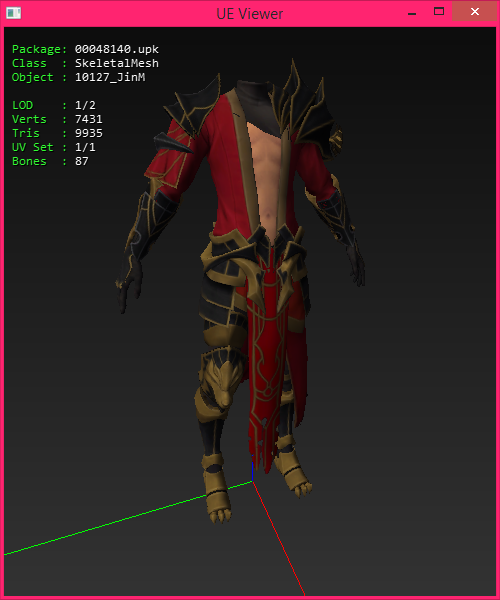 UE Viewer
Package: 00048140.upk
Class  : SkeletalMesh
Object : 10127_JinM
LOD    : 1/2
Verts  : 7431
Tris   : 9935
UV Set : 1/1
Bones  : 87